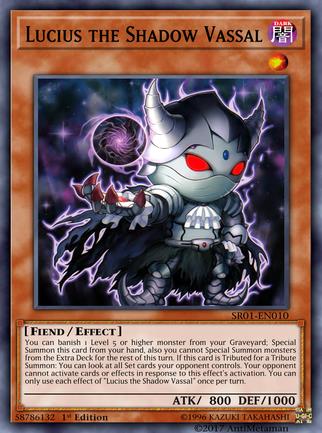 LUCIUS THE SHADOW VASSAL
DARK
闇
SR01-EN010
[FIEND / EFFECT]
You can banish 1 Level 5 or higher monster from your Graveyard; Special
Summon this card from your hand, also you cannot Special Summon monsters
from the Extra Deck for the rest of this turn. If this card is Tributed for a Tribute
Summon: You can look at all Set cards your opponent controls. Your opponent
cannot activate cards or effects in response to this effect's activation. You can
only use each effect of "Lucius the Shadow Vassal" once per turn.
ATK/ 800 DEF/1000
58786132 1st Edition ©1996 KAZUKI TAKAHASHI
©2017 AntiMetaman